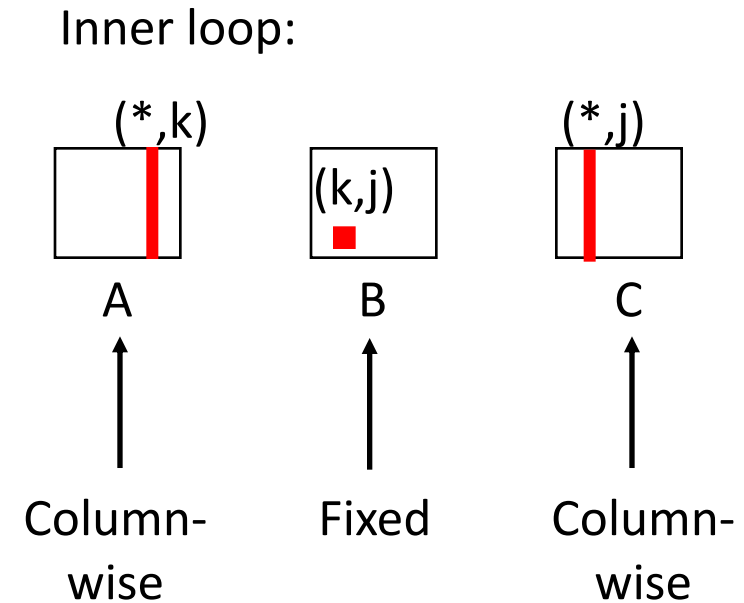 Inner loop:
(*,k)
(k,j)
(*,j)
A
B
C
Column-
wise
Fixed
Column-
wise